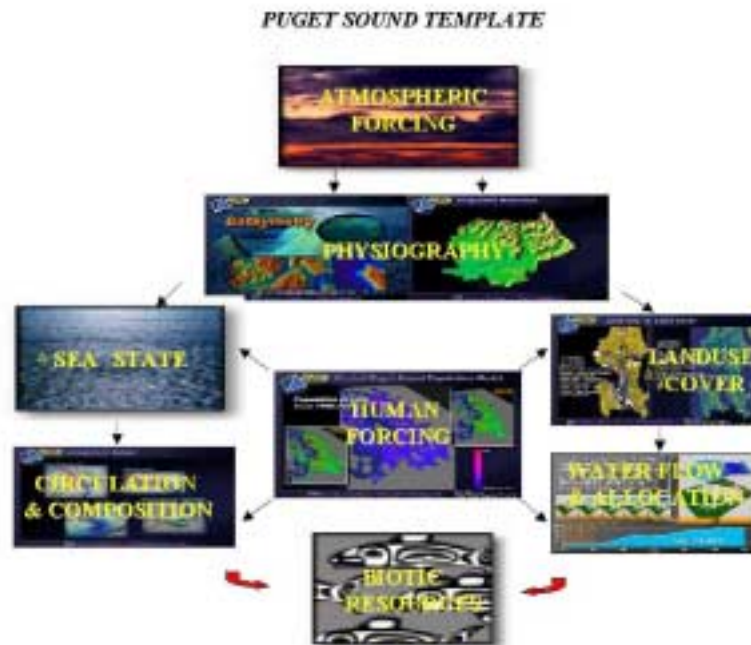 PUGET SOUND TEMPLATE
ATMOSPHERIC
FORCING
Bathymetry
PHYSIOGRAPHY
SEA STATE
HUMAN
FORCING
LANDUSE
/COVER
CIRCULATION
& COMPOSITION
WATER FLOW
& ALLOCATION
BIOTIC
RESOURCES